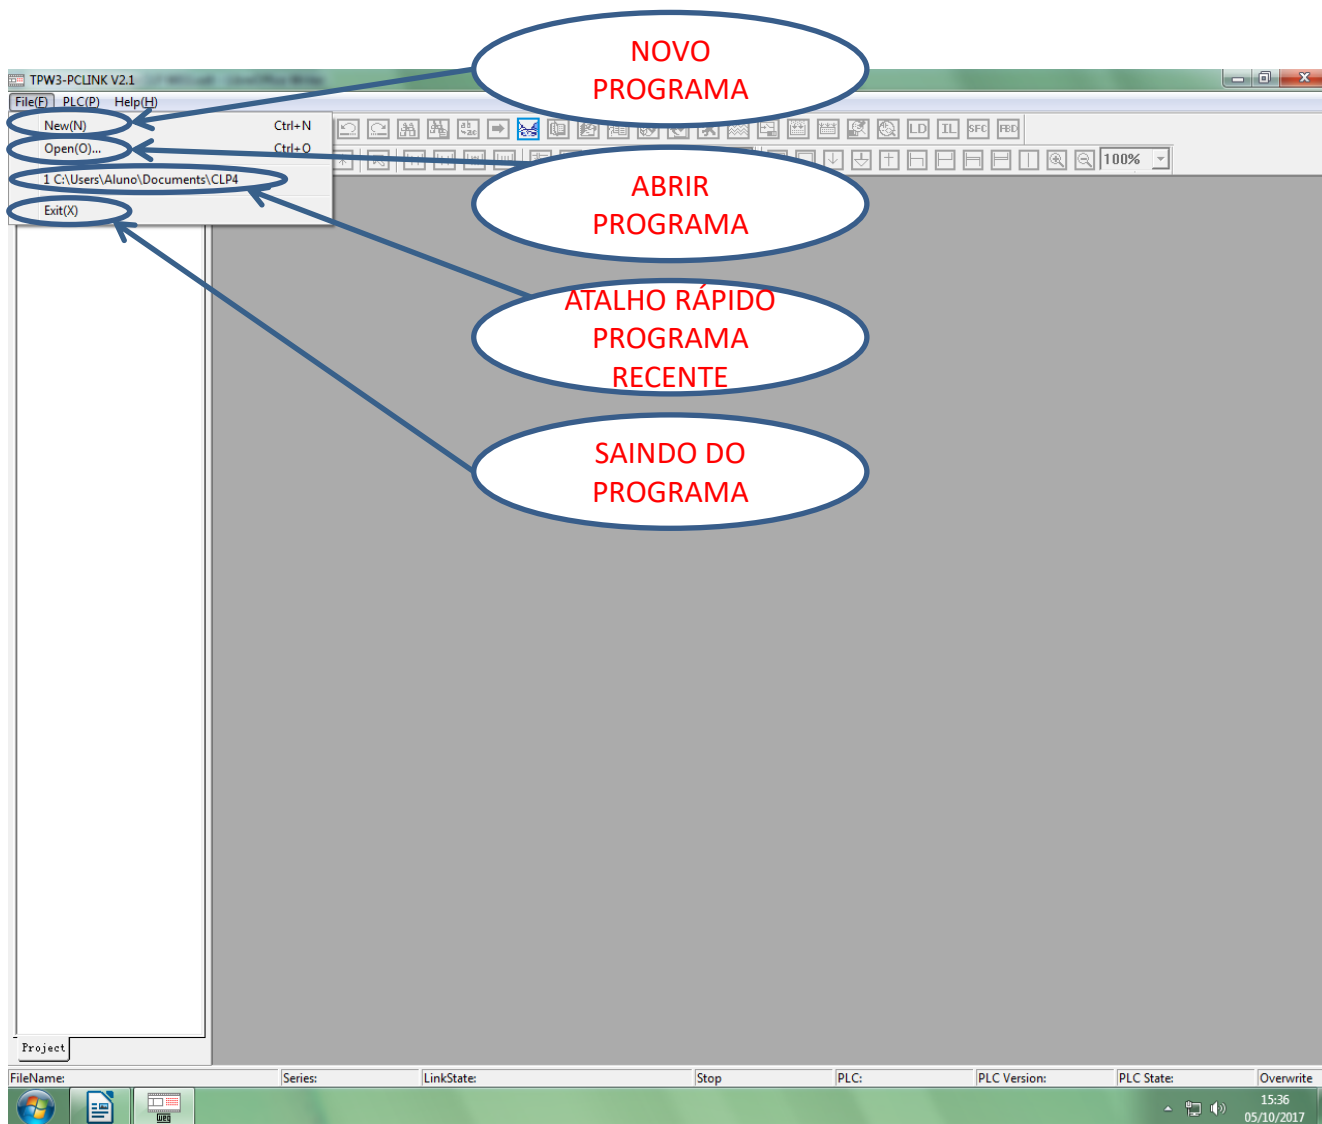 NOVO
PROGRAMA
TPW3-PCLINK V2.1
File(F) PLC(P) Help(H)
New(N) Ctrl+N
Open(O)... Ctrl+O
1 C:\Users\Aluno\Documents\CLP4
Exit(X)
LD IL SFC FBD
100%
ABRIR
PROGRAMA
ATALHO RÁPIDO
PROGRAMA
RECENTE
SAINDO DO
PROGRAMA
Project
FileName: Series: LinkState: Stop PLC: PLC Version: PLC State: Overwrite
weg
15:36
05/10/2017